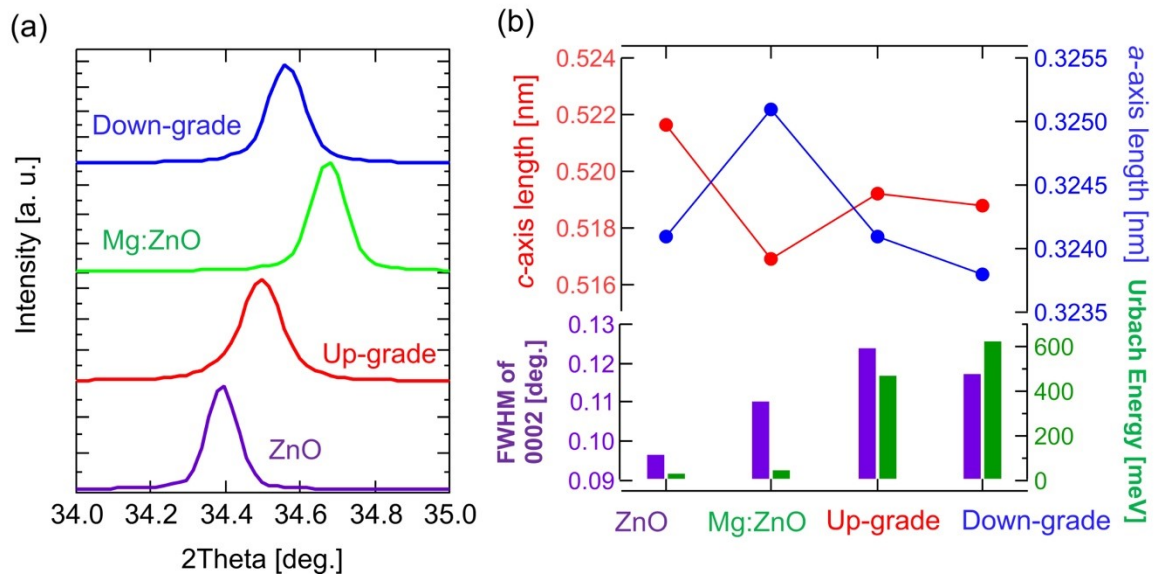 (a)
Intensity [a. u.]
Down-grade
Mg:ZnO
Up-grade
ZnO
34.0 34.2 34.4 34.6 34.8 35.0
2Theta [deg.]
(b)
c-axis length [nm]
0.524
0.522
0.520
0.518
0.516
a-axis length [nm]
0.3255
0.3250
0.3245
0.3240
0.3235
FWHM of
0002 [deg.]
0.13
0.12
0.11
0.10
0.09
Urbach Energy [meV]
600
400
200
0
ZnO Mg:ZnO Up-grade Down-grade